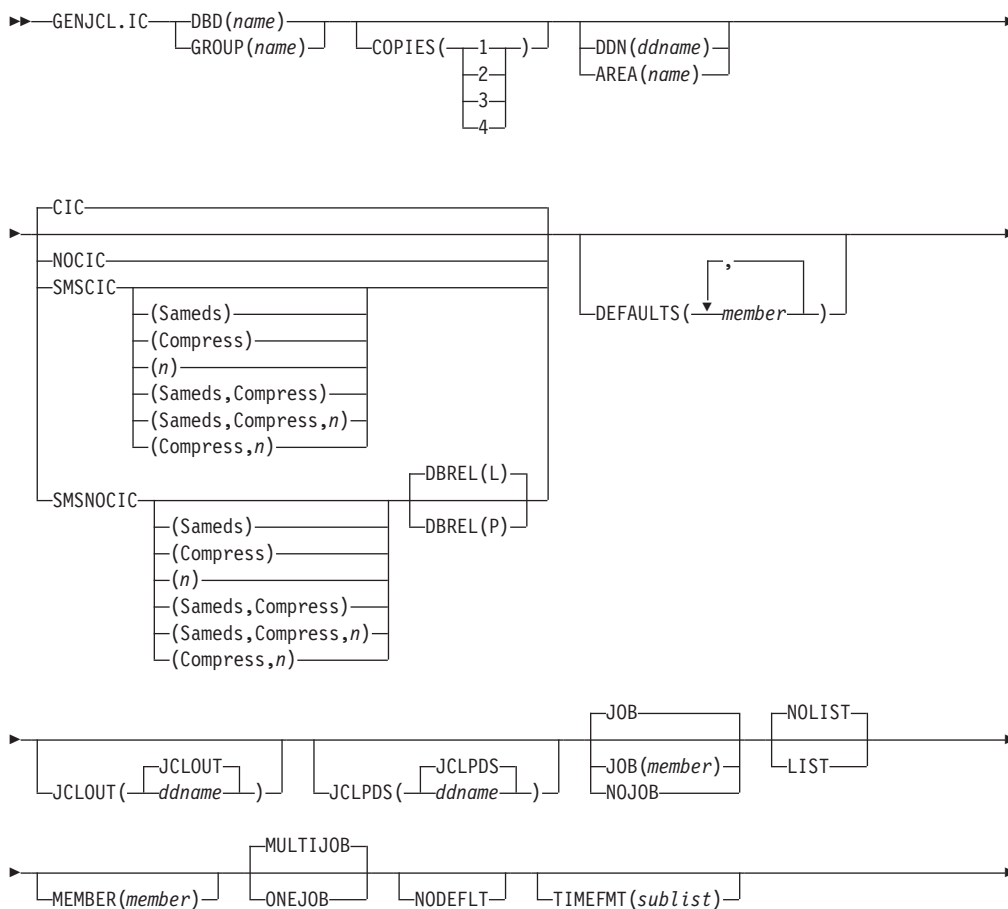 GENJCL.IC DBD(name)
GROUP(name) COPIES( 1 ) DDN(ddname)
2 AREA(name)
3
4
CIC
NOCIC
SMSCIC ,
(Sameds) DEFAULTS( member )
(Compress)
(n)
(Sameds,Compress)
(Sameds,Compress,n)
(Compress,n)
SMSNOCIC DBREL(L)
(Sameds) DBREL(P)
(Compress)
(n)
(Sameds,Compress)
(Sameds,Compress,n)
(Compress,n)
JOB NOLIST
JCLOUT JCLPDS JOB(member) LIST
JCLOUT( ddname ) JCLPDS( ddname ) NOJOB
MULTIJOB
MEMBER(member) ONEJOB NODEFLT TIMEFMT(sublist)